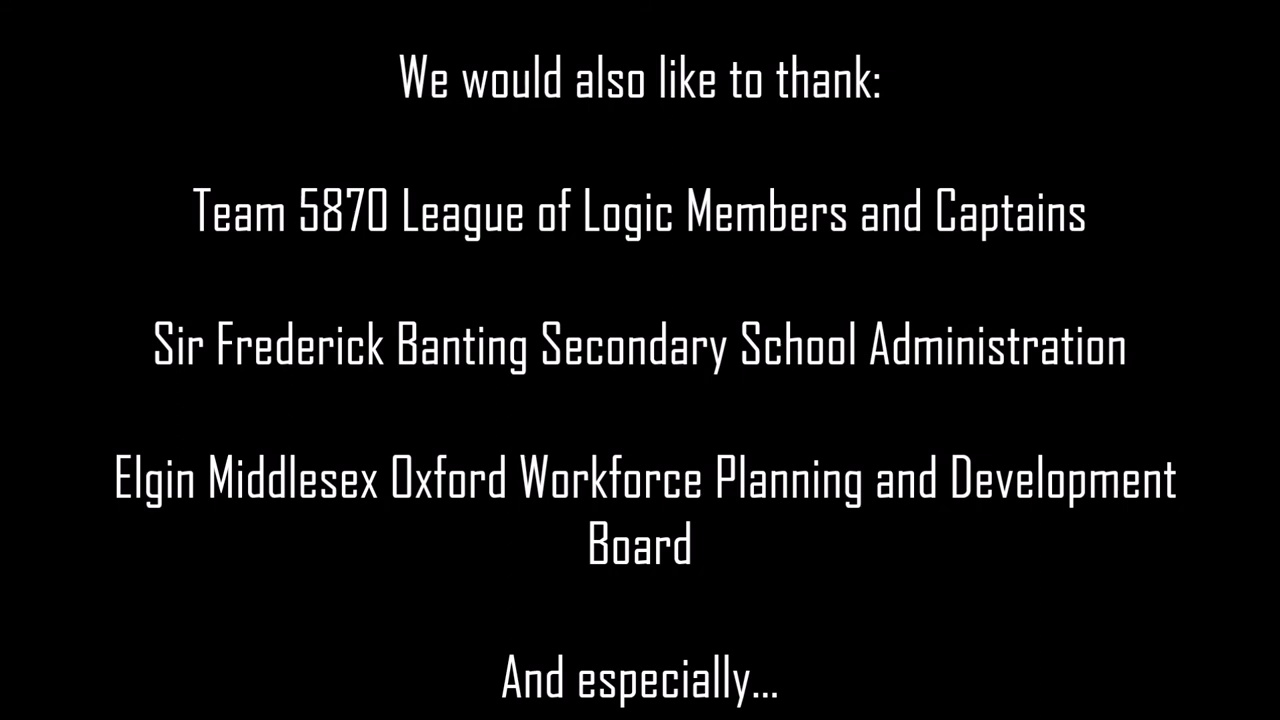 We would also like to thank:
Team 5870 League of Logic Members and Captains
Sir Frederick Banting Secondary School Administration
Elgin Middlesex Oxford Workforce Planning and Development
Board
And especially...